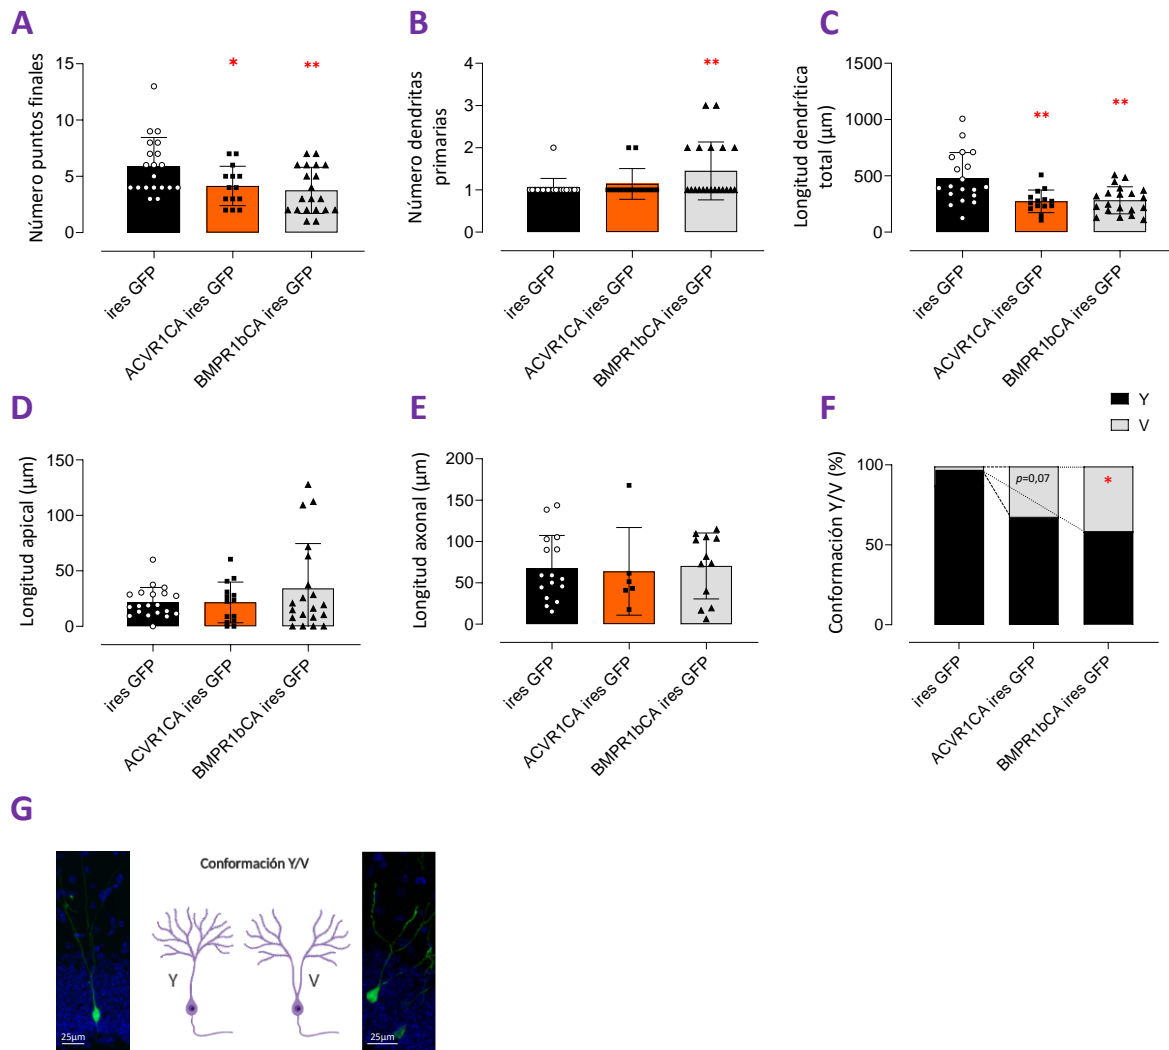 A
Número puntos finales
15
10
5
0
*
**
ires GFP
ACVR1CA ires GFP
BMPR1bCA ires GFP
B
Número dendritas
primarias
4
3
2
1
0
**
ires GFP
ACVR1CA ires GFP
BMPR1bCA ires GFP
C
Longitud dendrítica
total (µm)
1500
1000
500
0
**
**
ires GFP
ACVR1CA ires GFP
BMPR1bCA ires GFP
D
Longitud apical (µm)
150
100
50
0
ires GFP
ACVR1CA ires GFP
BMPR1bCA ires GFP
E
Longitud axonal (µm)
200
150
100
50
0
ires GFP
ACVR1CA ires GFP
BMPR1bCA ires GFP
F
Y
V
Conformación Y/V (%)
100
50
0
p=0,07
*
ires GFP
ACVR1CA ires GFP
BMPR1bCA ires GFP
G
Conformación Y/V
Y
V
25µm
25µm